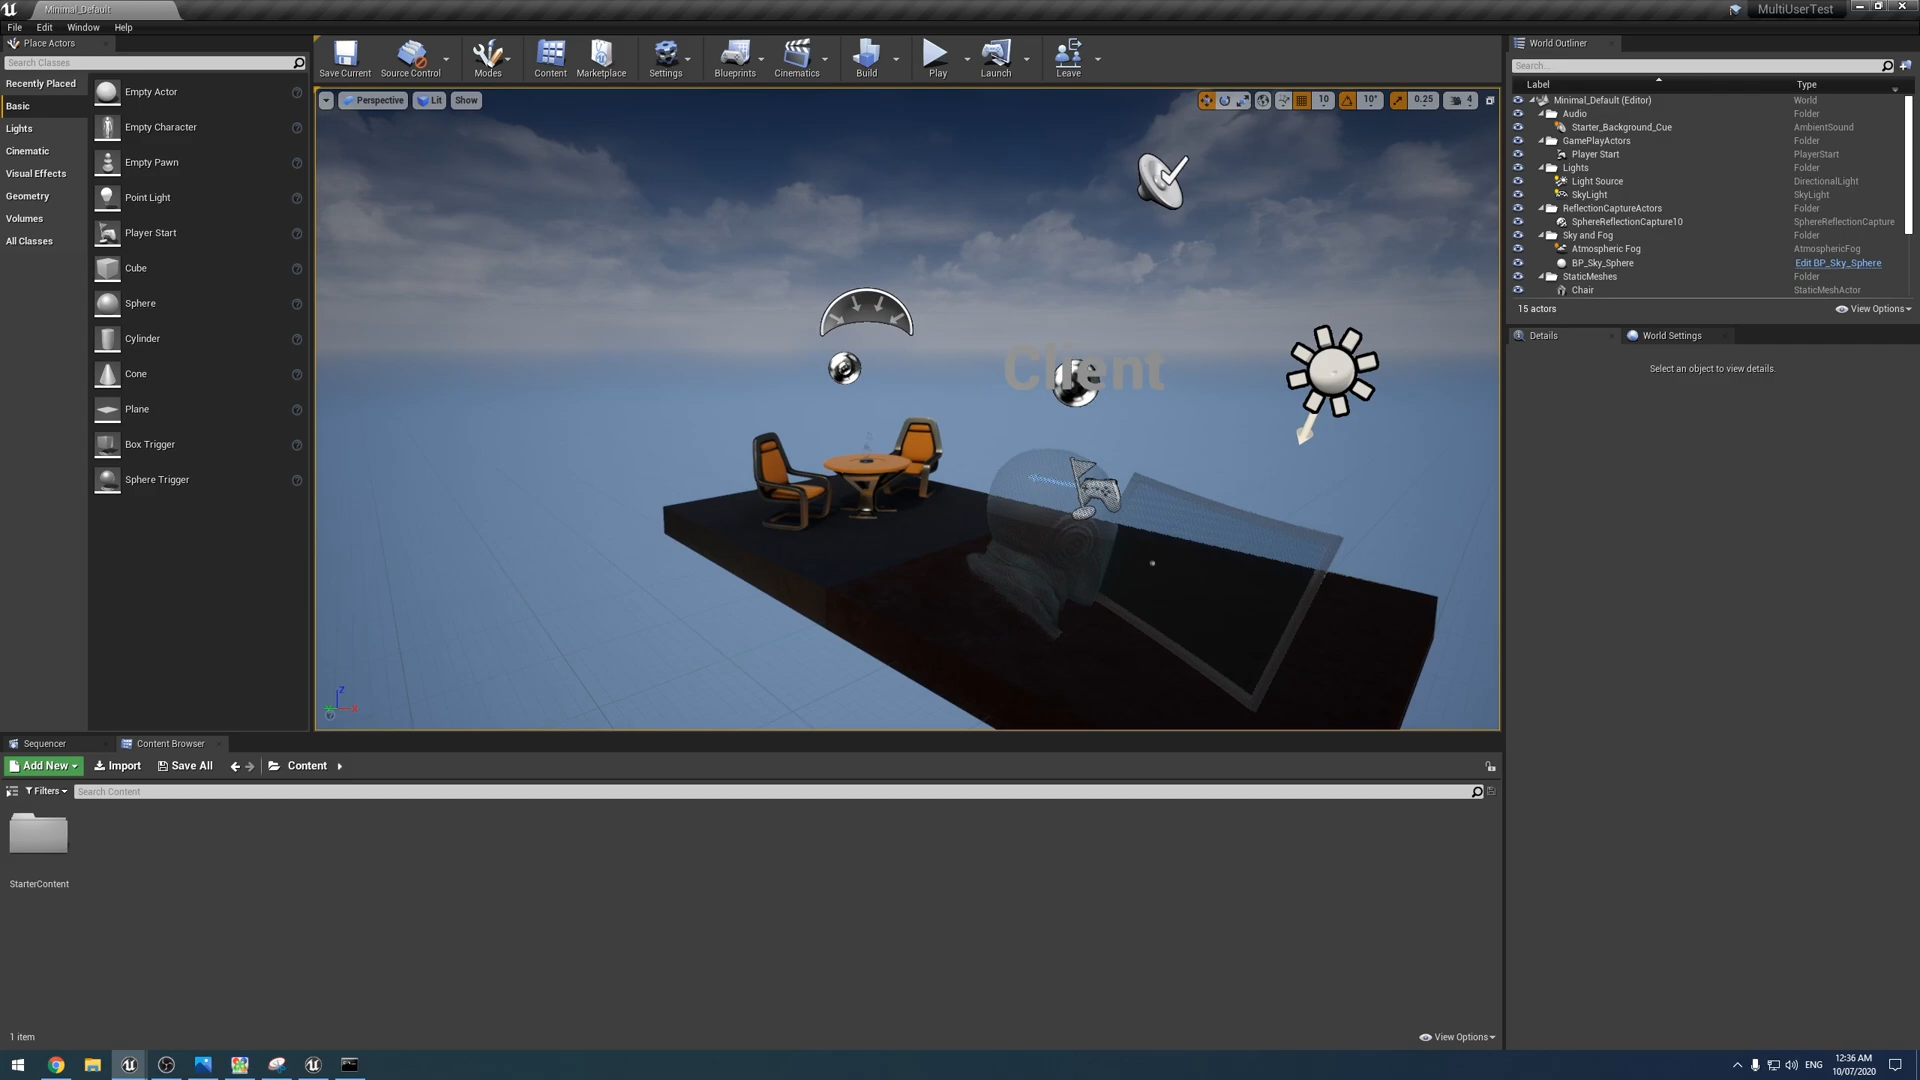 Minimal_Default
MultiUserTest
File
Edit
Window
Help
Place Actors
Search Classes
Recently Placed
Basic
Lights
Cinematic
Visual Effects
Geometry
Volumes
All Classes
Empty Actor
Empty Character
Empty Pawn
Point Light
Player Start
Cube
Sphere
Cylinder
Cone
Plane
Box Trigger
Sphere Trigger
Save Current
Source Control
Modes
Content
Marketplace
Settings
Blueprints
Cinematics
Build
Play
Launch
Leave
Perspective
Lit
Show
10
10°
0.25
4
Client
Z
X
World Outliner
Search...
Label
Type
Minimal_Default (Editor)
World
Audio
Folder
Starter_Background_Cue
AmbientSound
GamePlayActors
Folder
Player Start
PlayerStart
Lights
Folder
Light Source
DirectionalLight
SkyLight
SkyLight
ReflectionCaptureActors
Folder
SphereReflectionCapture10
SphereReflectionCapture
Sky and Fog
Folder
Atmospheric Fog
AtmosphericFog
BP_Sky_Sphere
Edit BP_Sky_Sphere
StaticMeshes
Folder
Chair
StaticMeshActor
15 actors
View Options
Details
World Settings
Select an object to view details.
Sequencer
Content Browser
Add New
Import
Save All
Content
Filters
Search Content
StarterContent
1 item
View Options
ENG
12:36 AM
10/07/2020